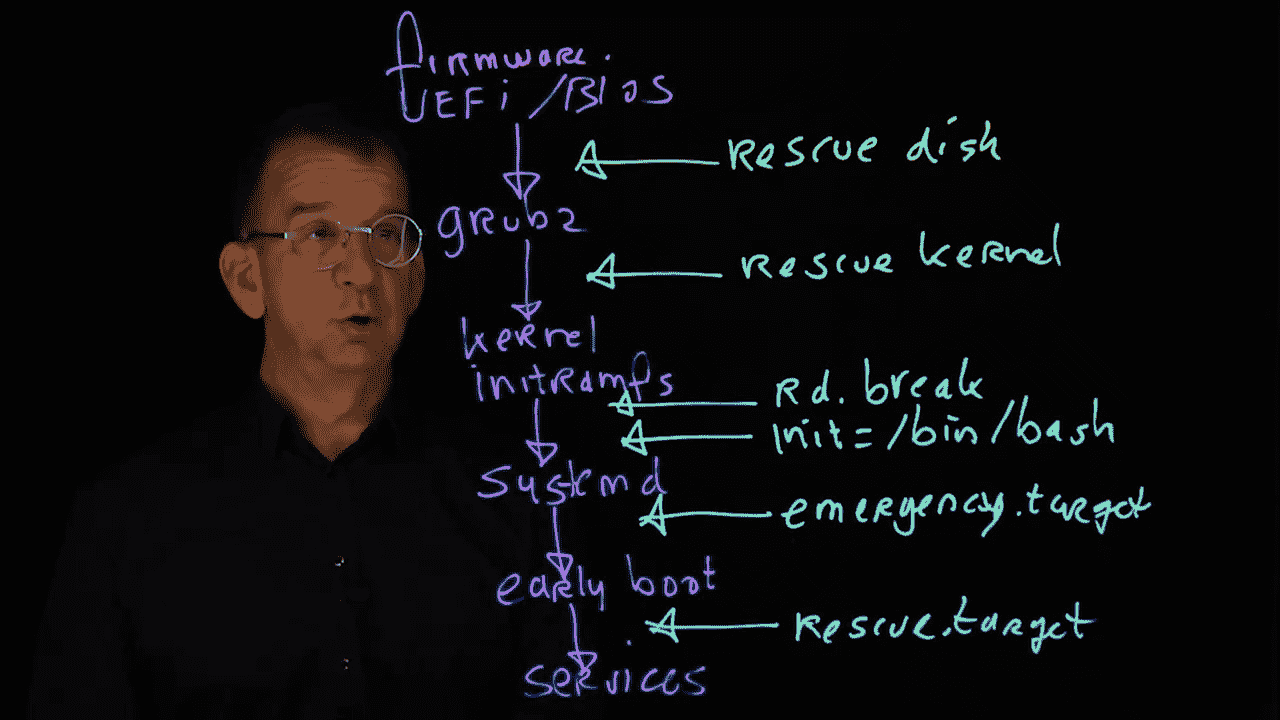 firmware.
UEFi /BIOS
Rescue disk
grub2
Rescue kernel
kernel
initRamfs
Rd. break
init=/bin/bash
Systemd
emergency.target
early boot
Rescue.target
services